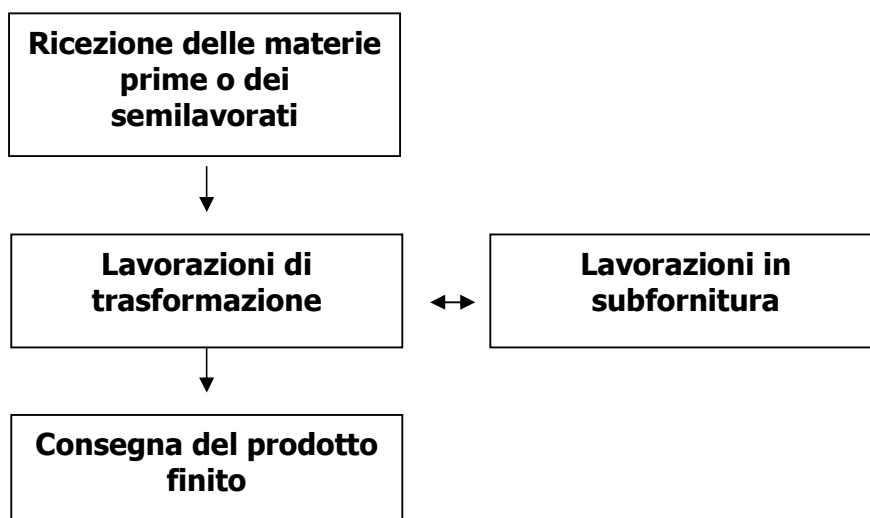 Ricezione delle materie
prime o dei
semilavorati
Lavorazioni di
trasformazione
Lavorazioni in
subfornitura
Consegna del prodotto
finito